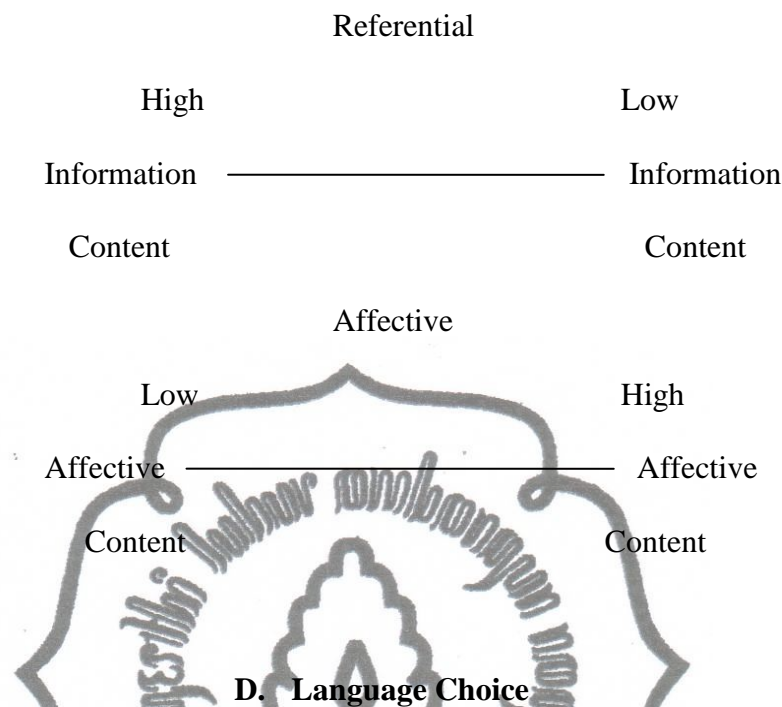 Referential
High Low
Information Information
Content Content
Affective
Low High
Affective Affective
Content Content
D. Language Choice